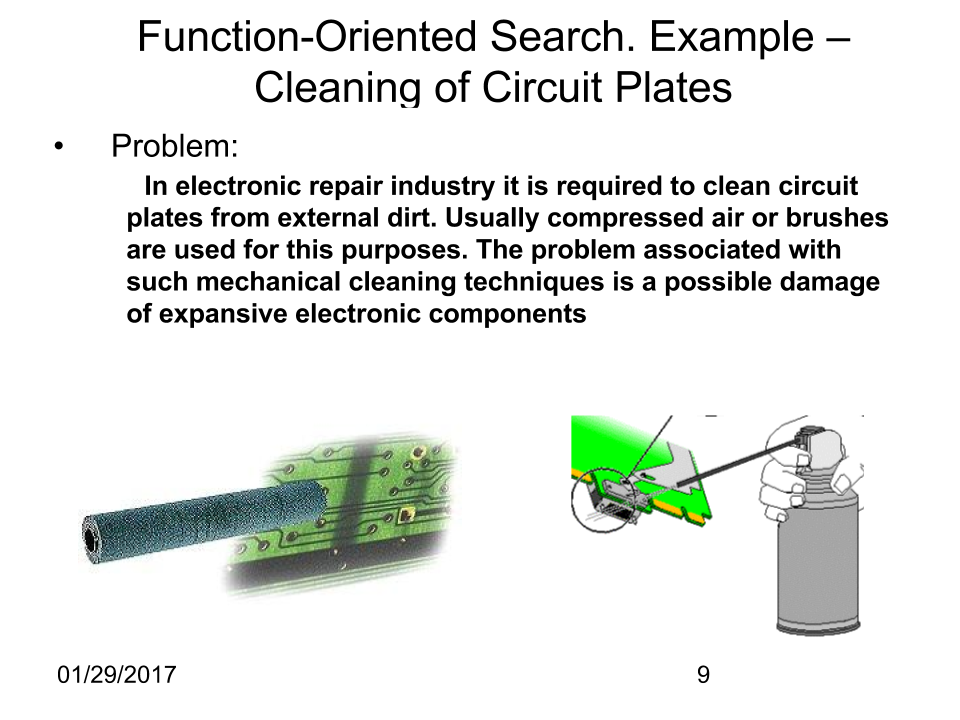 Function-Oriented Search. Example –
Cleaning of Circuit Plates
• Problem:
In electronic repair industry it is required to clean circuit
plates from external dirt. Usually compressed air or brushes
are used for this purposes. The problem associated with
such mechanical cleaning techniques is a possible damage
of expansive electronic components
01/29/2017
9